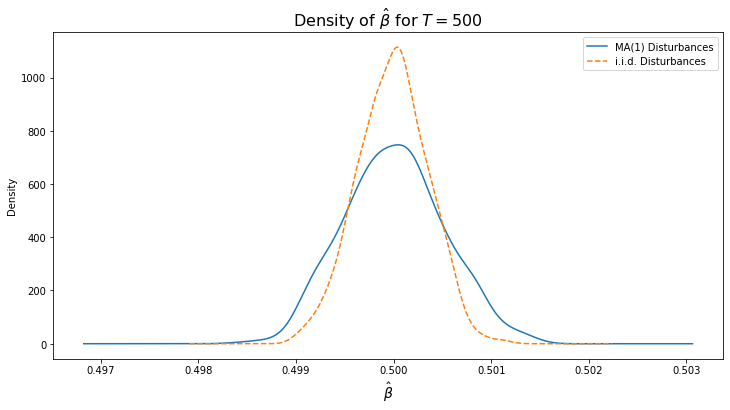 Density of β̂ for T = 500
MA(1) Disturbances
i.i.d. Disturbances
Density
1000
800
600
400
200
0
0.497 0.498 0.499 0.500 0.501 0.502 0.503
β̂